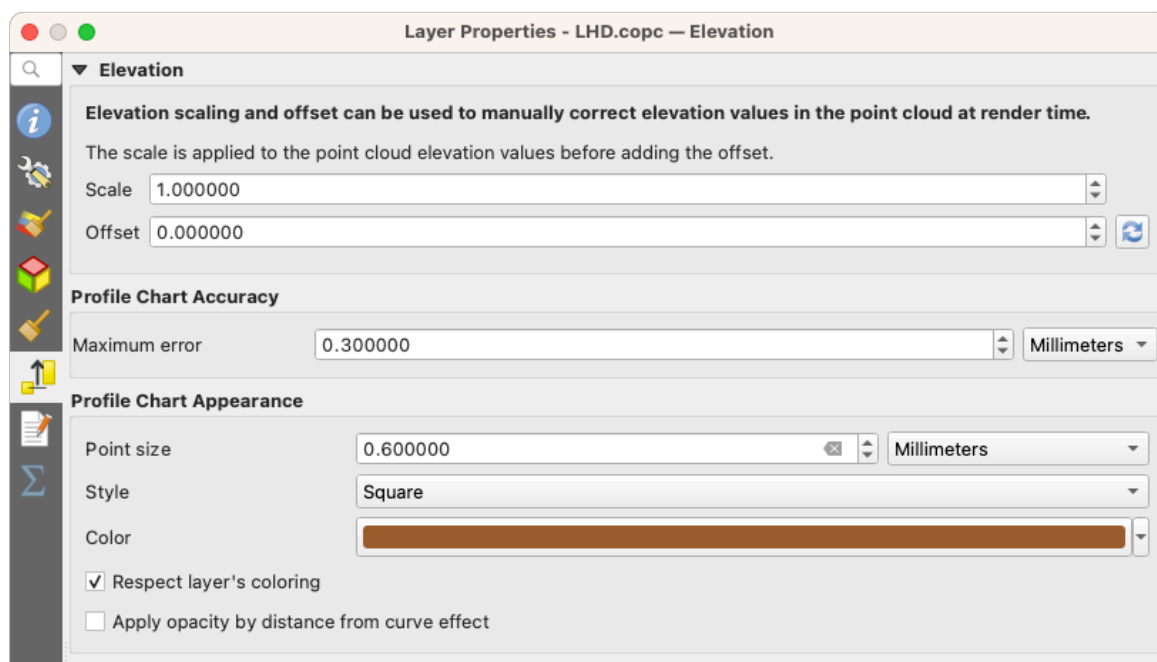 Layer Properties - LHD.copc — Elevation
Elevation
Elevation scaling and offset can be used to manually correct elevation values in the point cloud at render time.
The scale is applied to the point cloud elevation values before adding the offset.
Scale 1.000000
Offset 0.000000
Profile Chart Accuracy
Maximum error 0.300000 Millimeters
Profile Chart Appearance
Point size 0.600000 Millimeters
Style Square
Color
Respect layer's coloring
Apply opacity by distance from curve effect